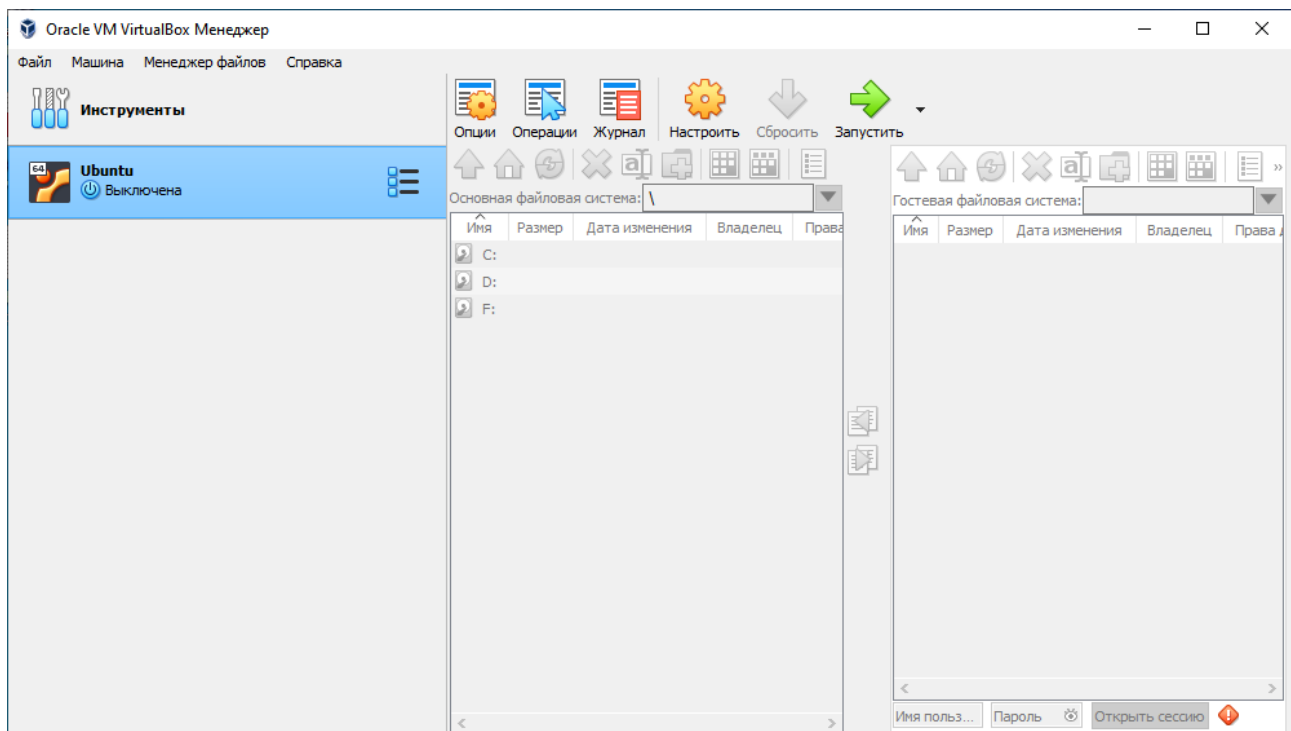 Oracle VM VirtualBox Менеджер
Файл Машина Менеджер файлов Справка
Инструменты
Опции Операции Журнал Настроить Сбросить Запустить
64 Ubuntu
Выключена
Основная файловая система: \
Имя Размер Дата изменения Владелец Права
C:
D:
F:
Гостевая файловая система:
Имя Размер Дата изменения Владелец Права д
Имя польз... Пароль Открыть сессию